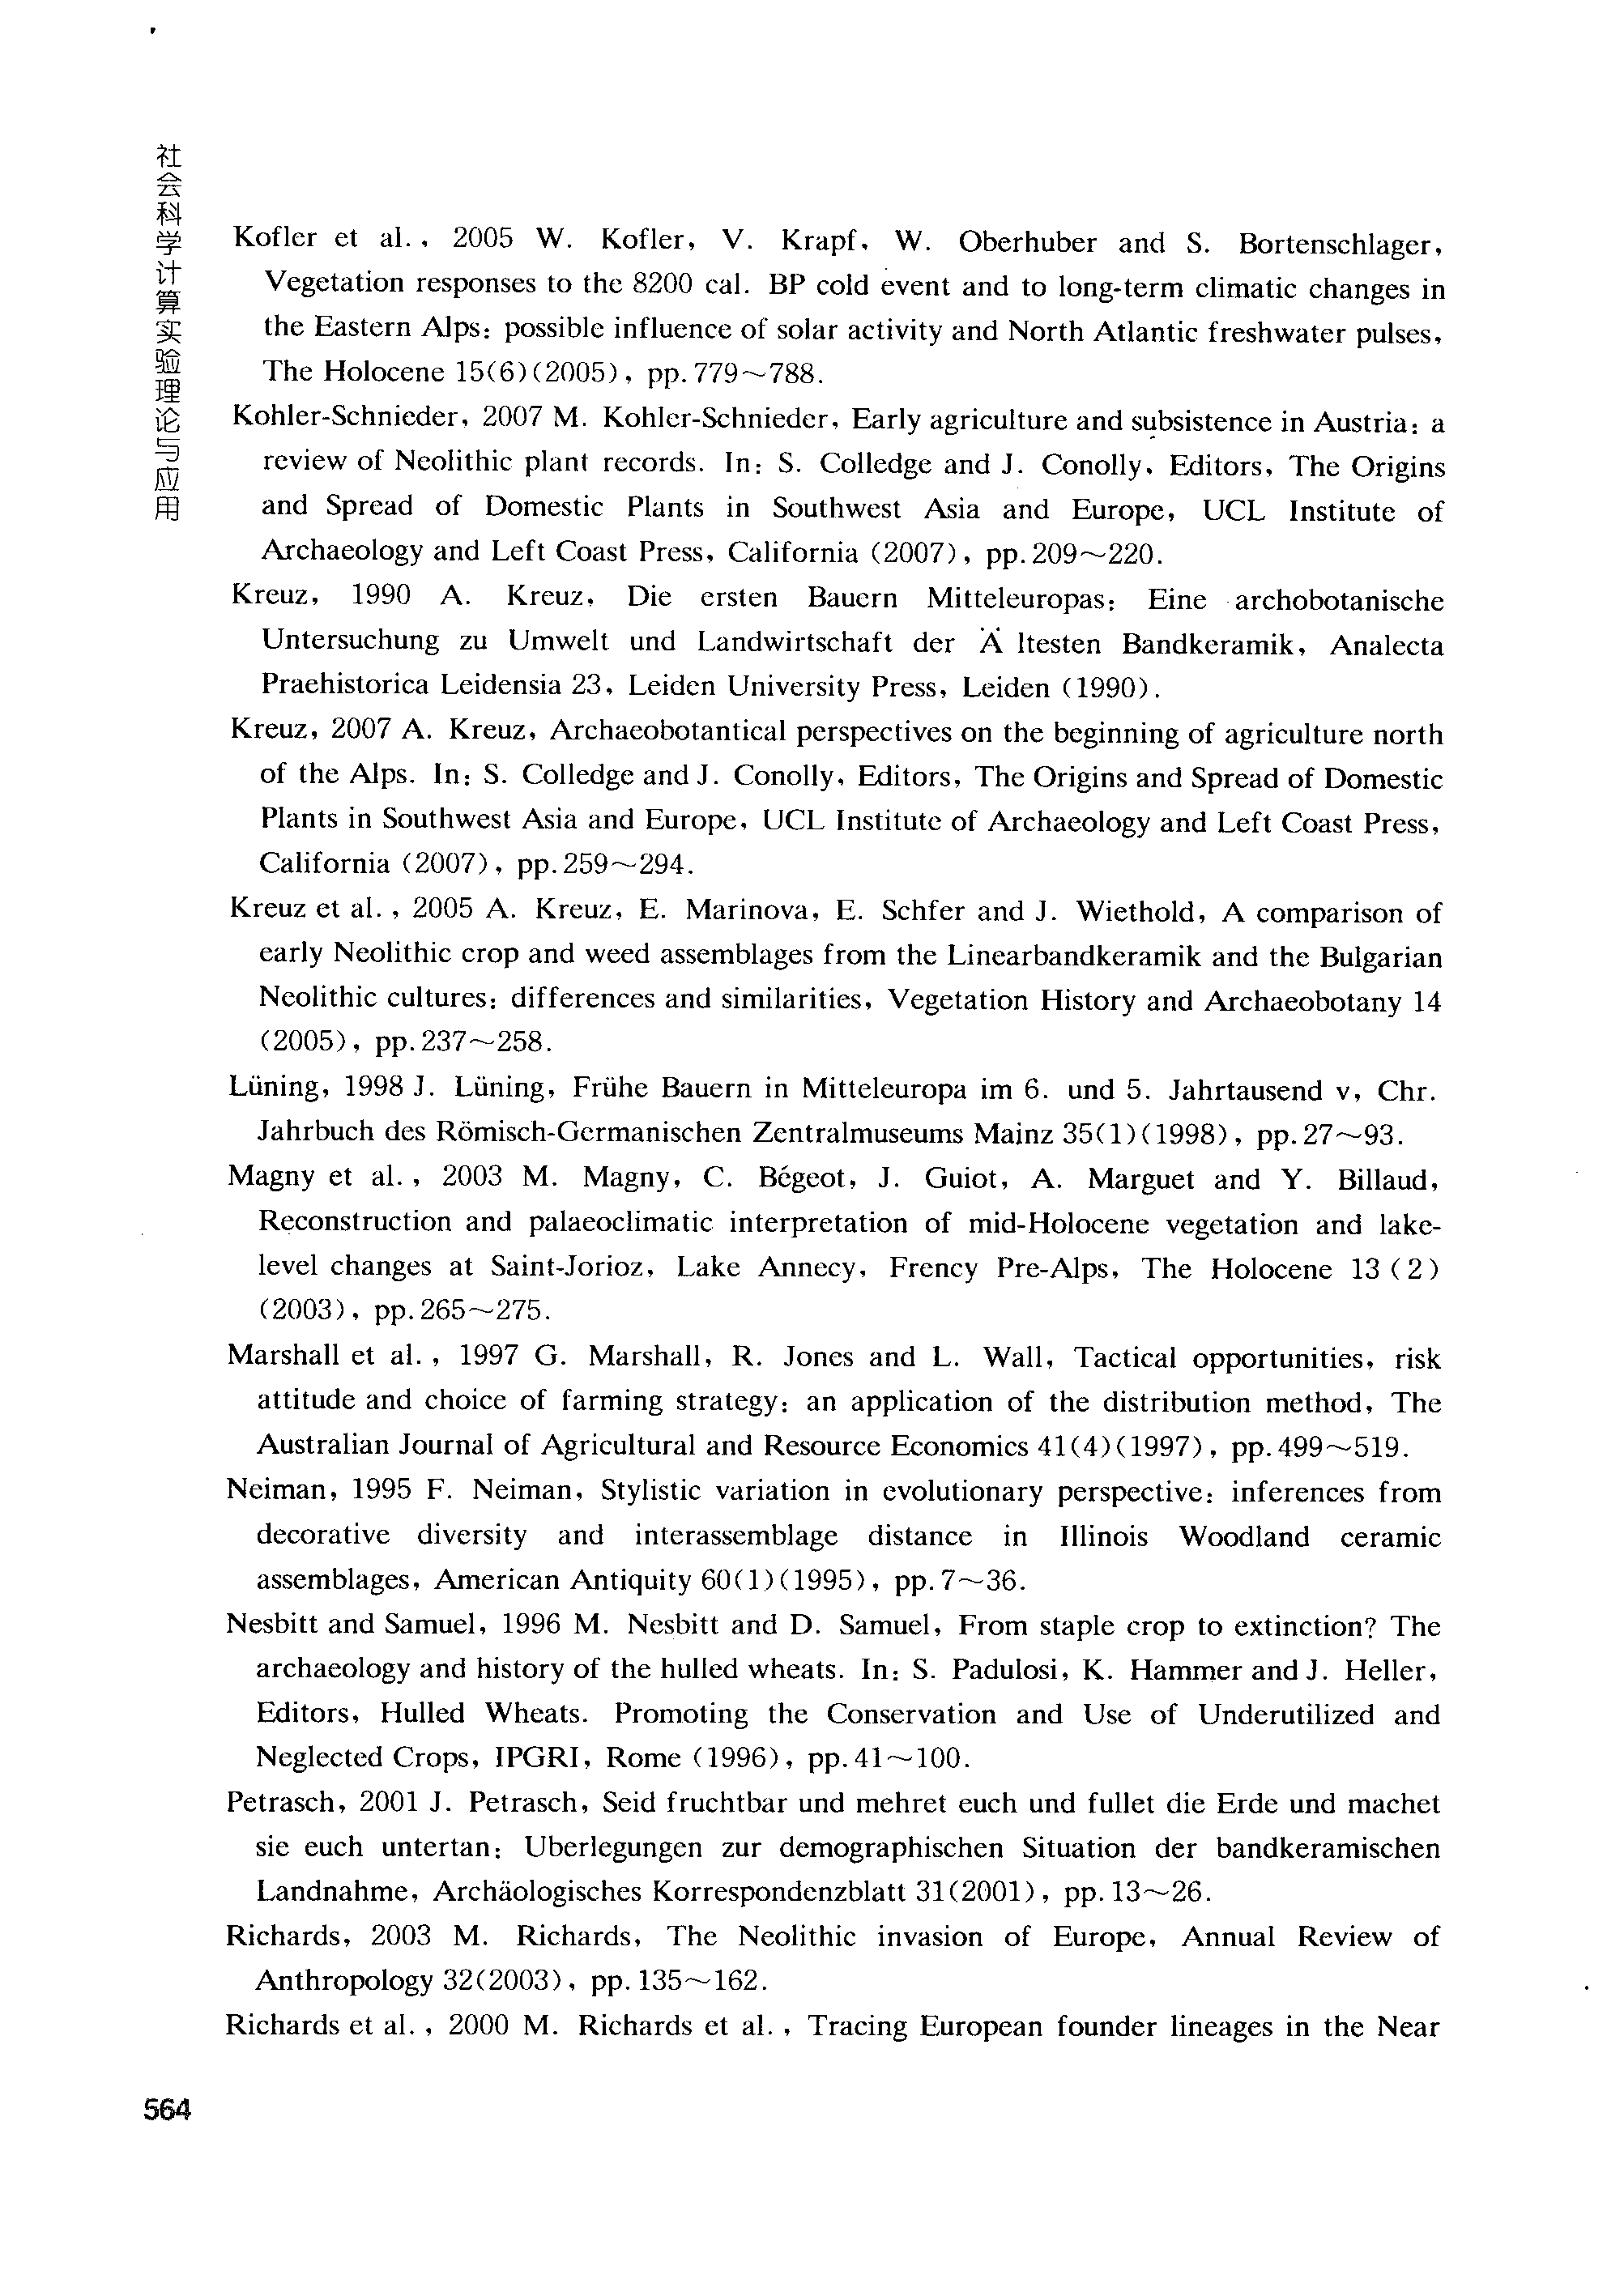 社会科学计算实验理论与应用
Kofler et al., 2005 W. Kofler, V. Krapf, W. Oberhuber and S. Bortenschlager,
Vegetation responses to the 8200 cal. BP cold event and to long-term climatic changes in
the Eastern Alps: possible influence of solar activity and North Atlantic freshwater pulses,
The Holocene 15(6)(2005), pp.779~788.
Kohler-Schnieder, 2007 M. Kohler-Schnieder, Early agriculture and subsistence in Austria: a
review of Neolithic plant records. In: S. Colledge and J. Conolly, Editors, The Origins
and Spread of Domestic Plants in Southwest Asia and Europe, UCL Institute of
Archaeology and Left Coast Press, California (2007), pp.209~220.
Kreuz, 1990 A. Kreuz, Die ersten Bauern Mitteleuropas: Eine archobotanische
Untersuchung zu Umwelt und Landwirtschaft der Ä ltesten Bandkeramik, Analecta
Praehistorica Leidensia 23, Leiden University Press, Leiden (1990).
Kreuz, 2007 A. Kreuz, Archaeobotantical perspectives on the beginning of agriculture north
of the Alps. In: S. Colledge and J. Conolly, Editors, The Origins and Spread of Domestic
Plants in Southwest Asia and Europe, UCL Institute of Archaeology and Left Coast Press,
California (2007), pp.259~294.
Kreuz et al., 2005 A. Kreuz, E. Marinova, E. Schfer and J. Wiethold, A comparison of
early Neolithic crop and weed assemblages from the Linearbandkeramik and the Bulgarian
Neolithic cultures: differences and similarities, Vegetation History and Archaeobotany 14
(2005), pp.237~258.
Lüning, 1998 J. Lüning, Frühe Bauern in Mitteleuropa im 6. und 5. Jahrtausend v, Chr.
Jahrbuch des Römisch-Germanischen Zentralmuseums Mainz 35(1)(1998), pp.27~93.
Magny et al., 2003 M. Magny, C. Bégeot, J. Guiot, A. Marguet and Y. Billaud,
Reconstruction and palaeoclimatic interpretation of mid-Holocene vegetation and lake-
level changes at Saint-Jorioz, Lake Annecy, Frency Pre-Alps, The Holocene 13(2)
(2003), pp.265~275.
Marshall et al., 1997 G. Marshall, R. Jones and L. Wall, Tactical opportunities, risk
attitude and choice of farming strategy: an application of the distribution method, The
Australian Journal of Agricultural and Resource Economics 41(4)(1997), pp.499~519.
Neiman, 1995 F. Neiman, Stylistic variation in evolutionary perspective: inferences from
decorative diversity and interassemblage distance in Illinois Woodland ceramic
assemblages, American Antiquity 60(1)(1995), pp.7~36.
Nesbitt and Samuel, 1996 M. Nesbitt and D. Samuel, From staple crop to extinction? The
archaeology and history of the hulled wheats. In: S. Padulosi, K. Hammer and J. Heller,
Editors, Hulled Wheats. Promoting the Conservation and Use of Underutilized and
Neglected Crops, IPGRI, Rome (1996), pp.41~100.
Petrasch, 2001 J. Petrasch, Seid fruchtbar und mehret euch und fullet die Erde und machet
sie euch untertan: Uberlegungen zur demographischen Situation der bandkeramischen
Landnahme, Archäologisches Korrespondenzblatt 31(2001), pp.13~26.
Richards, 2003 M. Richards, The Neolithic invasion of Europe, Annual Review of
Anthropology 32(2003), pp.135~162.
Richards et al., 2000 M. Richards et al., Tracing European founder lineages in the Near
564